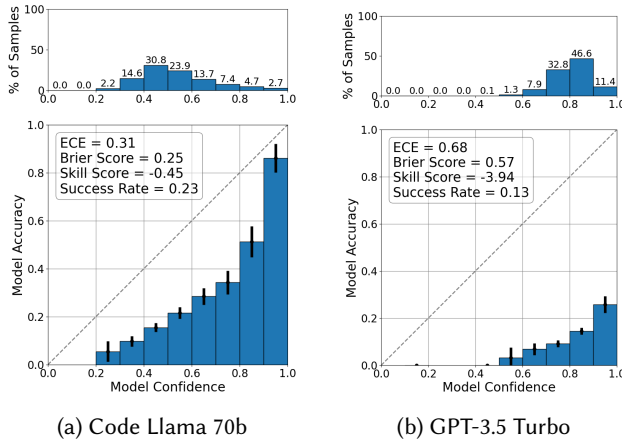 100
50
0
% of Samples
0.0 0.0 2.2 14.6 30.8 23.9 13.7 7.4 4.7 2.7
0.0 0.2 0.4 0.6 0.8 1.0
1.0
0.8
0.6
0.4
0.2
0.0
Model Accuracy
ECE = 0.31
Brier Score = 0.25
Skill Score = -0.45
Success Rate = 0.23
0.0 0.2 0.4 0.6 0.8 1.0
Model Confidence
(a) Code Llama 70b
100
50
0
% of Samples
0.0 0.0 0.0 0.0 0.1 1.3 7.9 32.8 46.6 11.4
0.0 0.2 0.4 0.6 0.8 1.0
1.0
0.8
0.6
0.4
0.2
0.0
Model Accuracy
ECE = 0.68
Brier Score = 0.57
Skill Score = -3.94
Success Rate = 0.13
0.0 0.2 0.4 0.6 0.8 1.0
Model Confidence
(b) GPT-3.5 Turbo